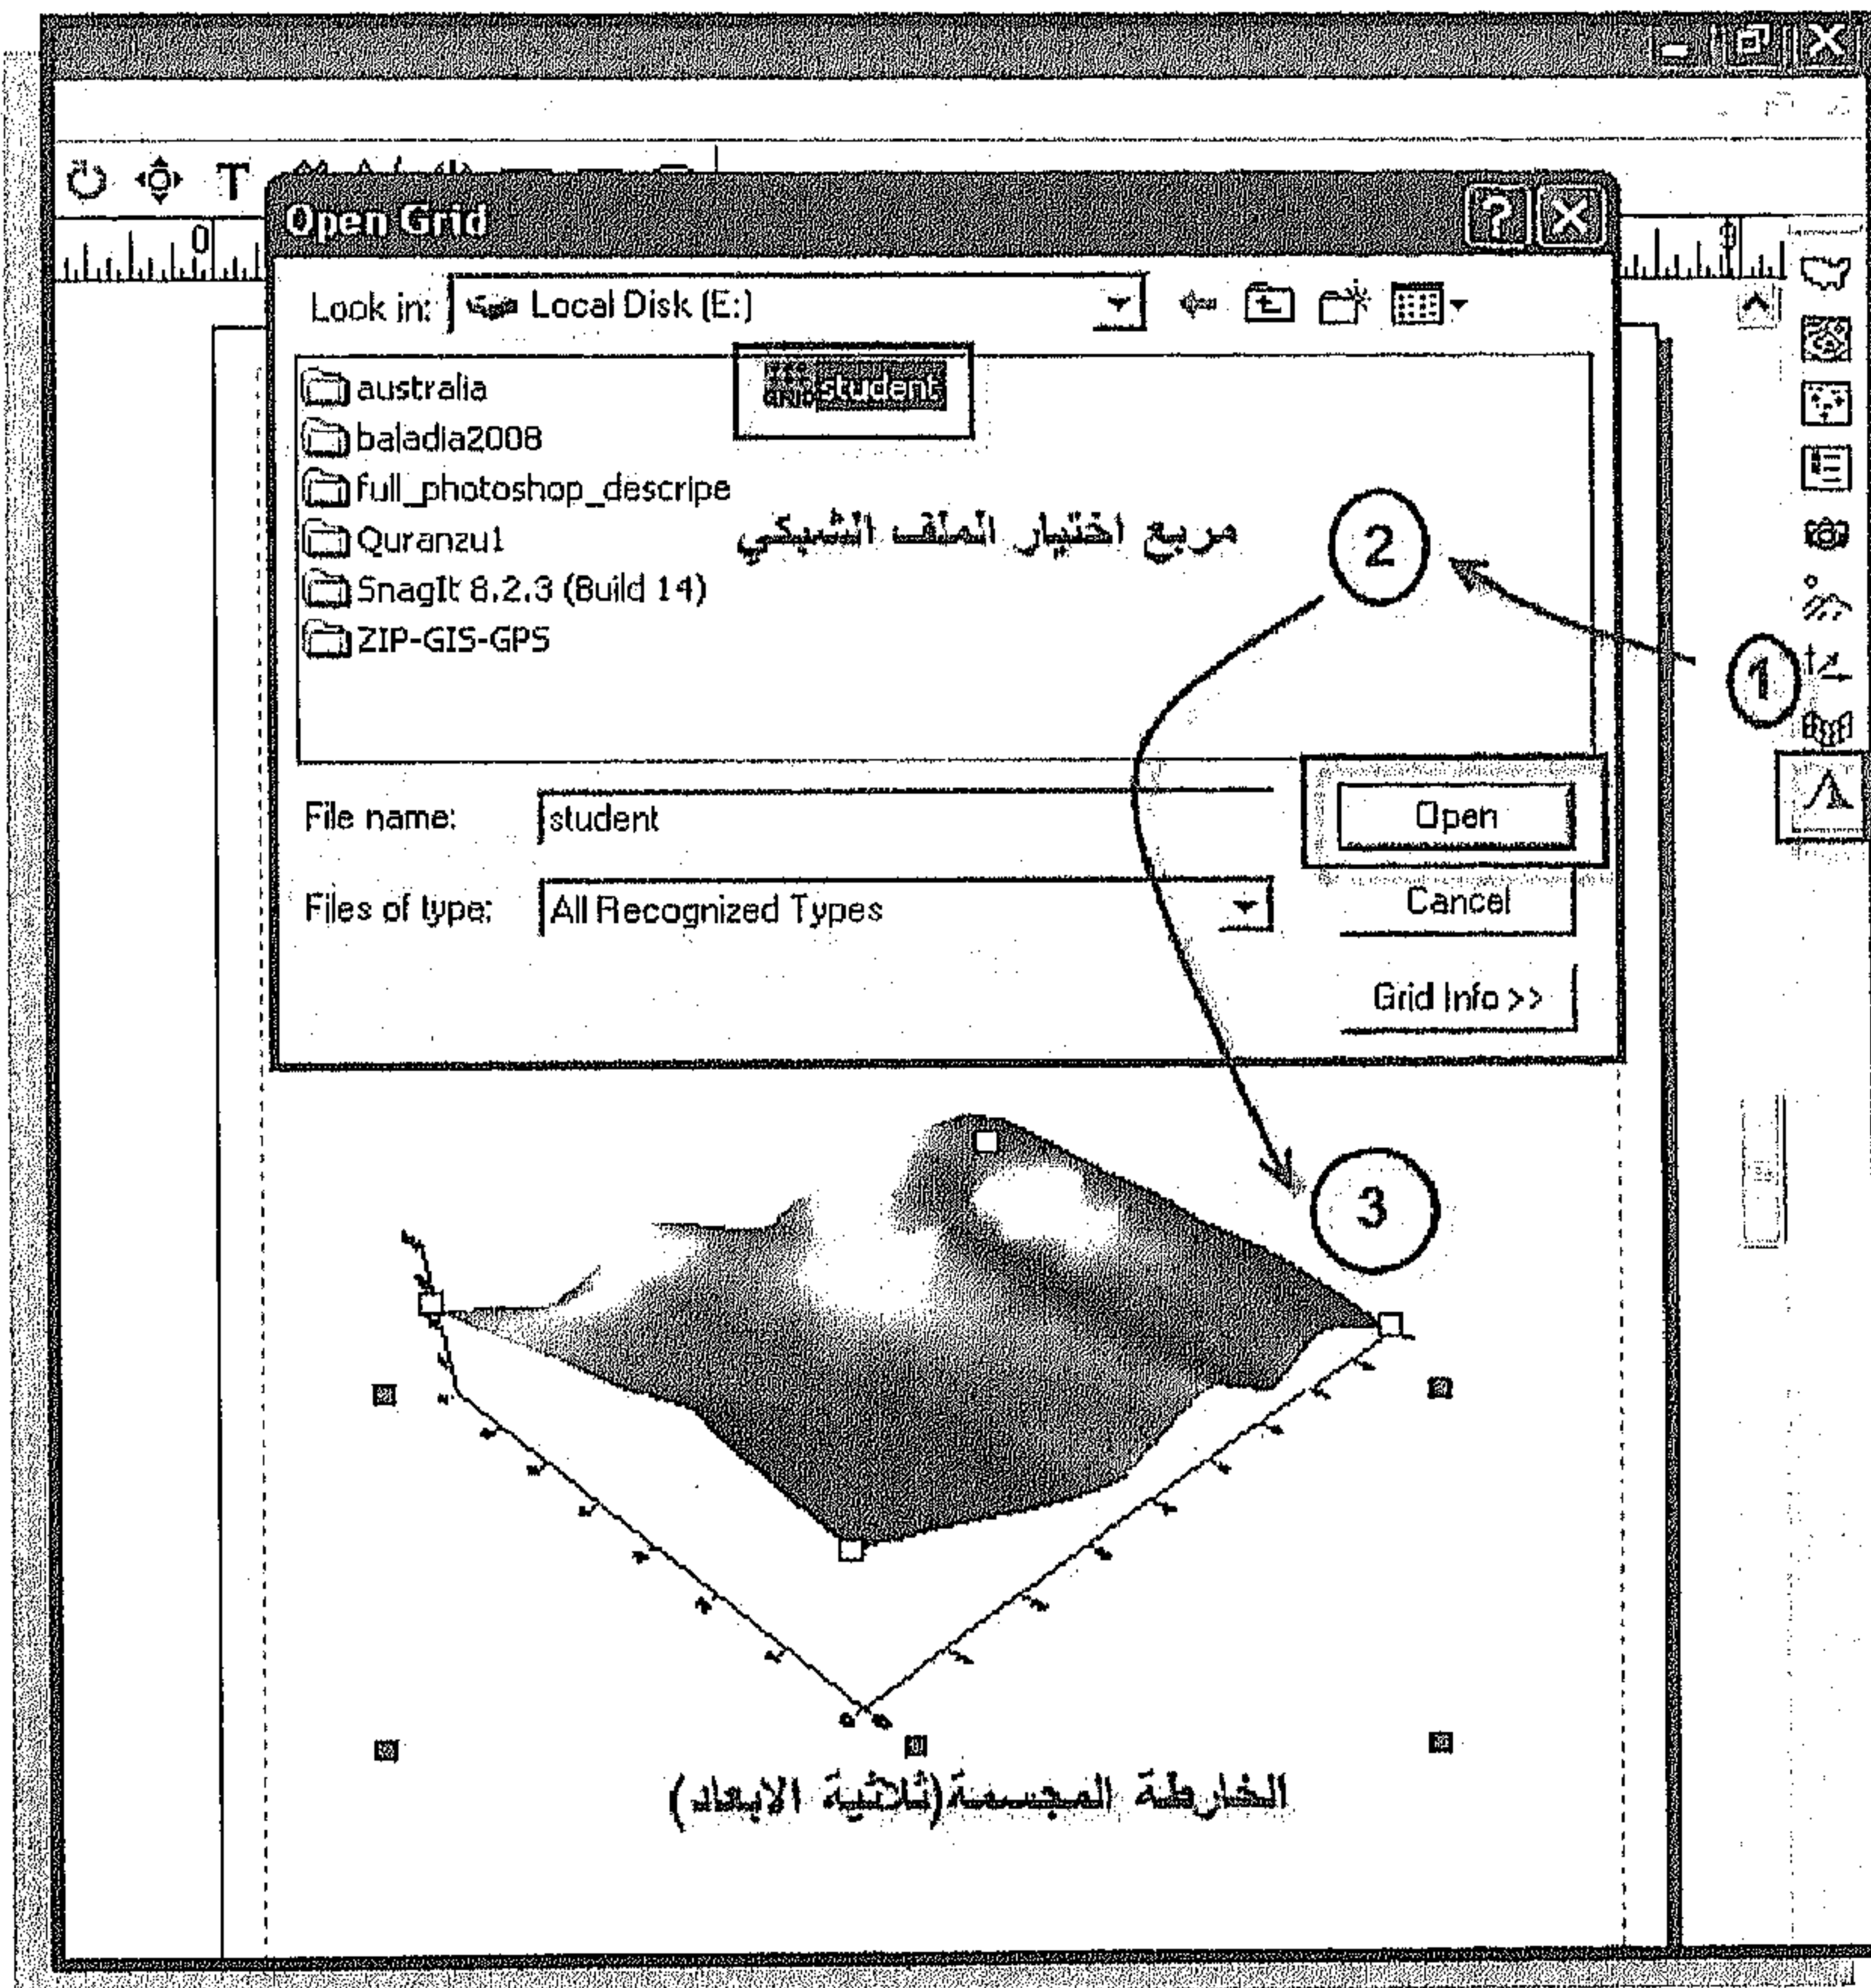 T
0
9
Open Grid
Look in: Local Disk (E:)
australia
student
baladia2008
full_photoshop_descripe
مربع اختيار الملف الشبكي
2
Quranzu1
SnagIt 8.2.3 (Build 14)
ZIP-GIS-GPS
1
File name: student
Open
Files of type: All Recognized Types
Cancel
Grid Info >>
3
الخارطة المجسمة(ثلاثية الابعاد)